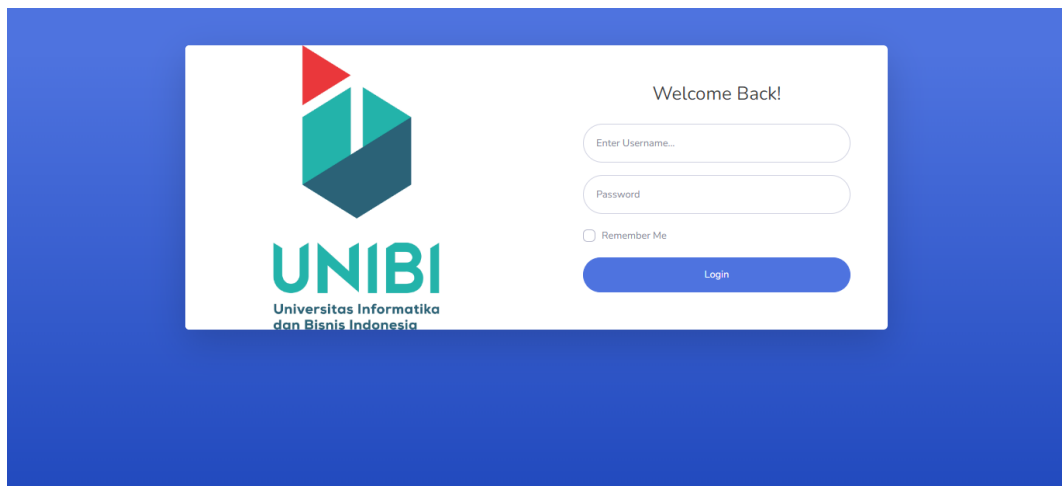 UNIBI
Universitas Informatika
dan Bisnis Indonesia
Welcome Back!
Enter Username...
Password
Remember Me
Login